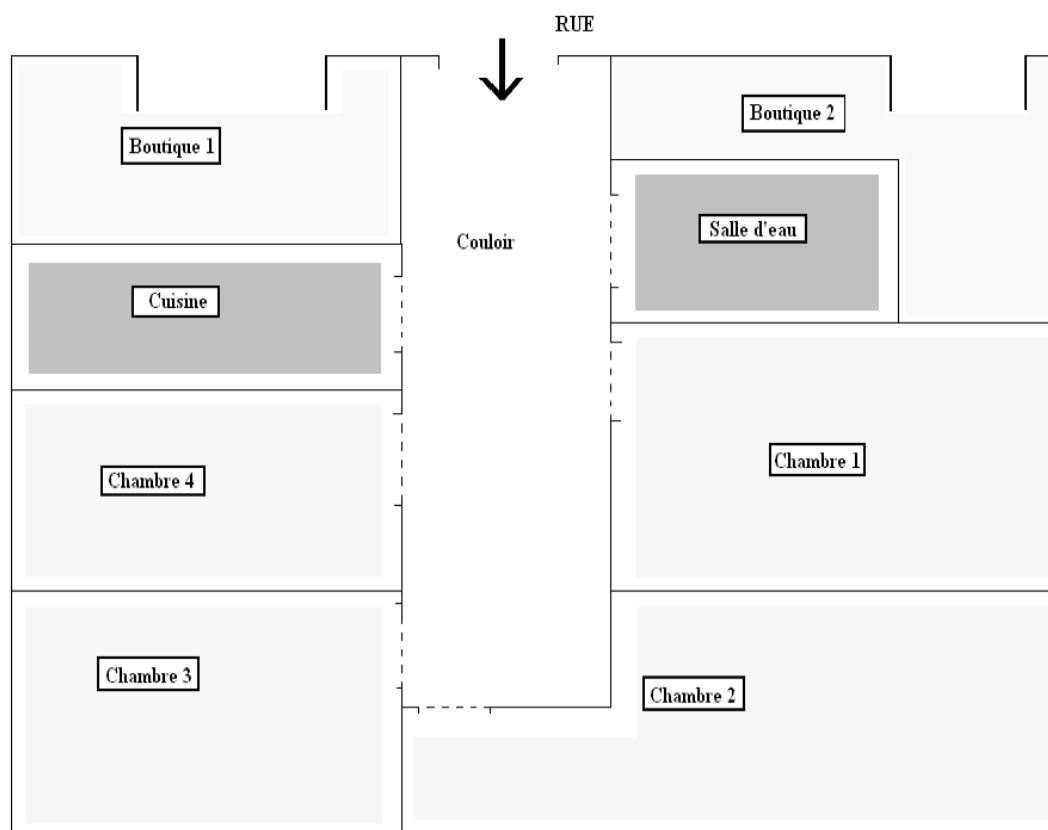 RUE
Boutique 1
Boutique 2
Salle d'eau
Couloir
Cuisine
Chambre 1
Chambre 4
Chambre 3
Chambre 2